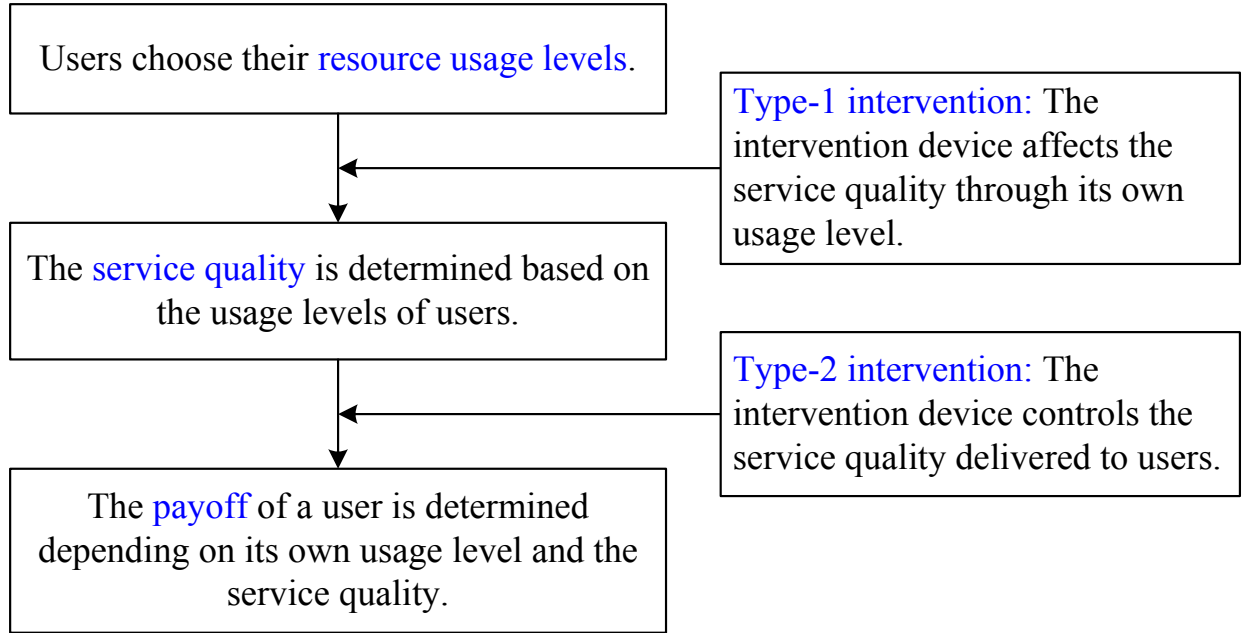 Users choose their resource usage levels.
Type-1 intervention: The
intervention device affects the
service quality through its own
usage level.
The service quality is determined based on
the usage levels of users.
Type-2 intervention: The
intervention device controls the
service quality delivered to users.
The payoff of a user is determined
depending on its own usage level and the
service quality.